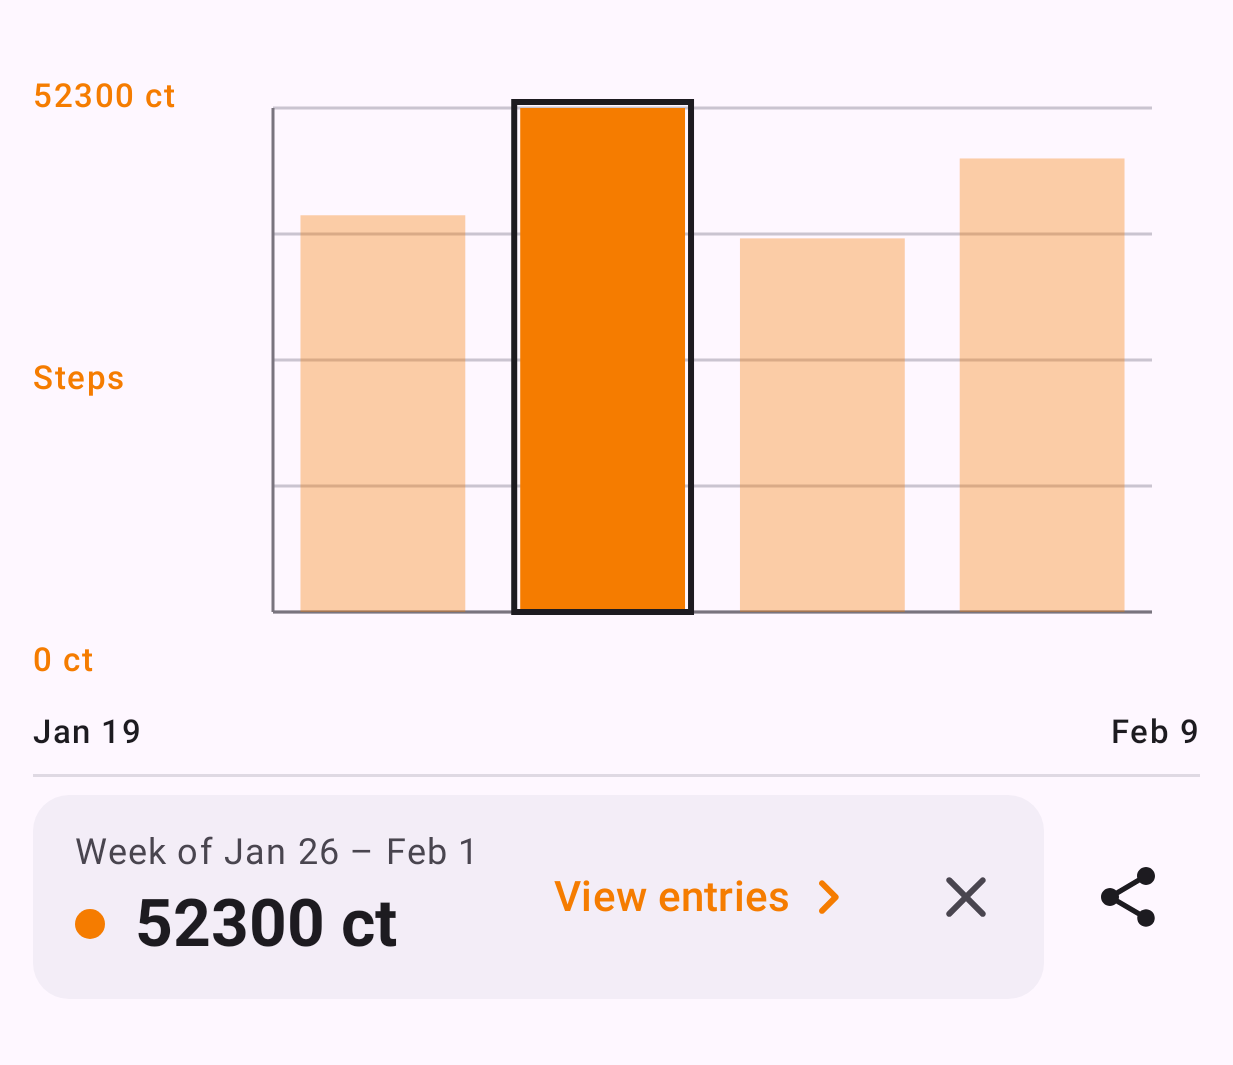 52300 ct
Steps
0 ct
Jan 19
Feb 9
Week of Jan 26 – Feb 1
52300 ct
View entries